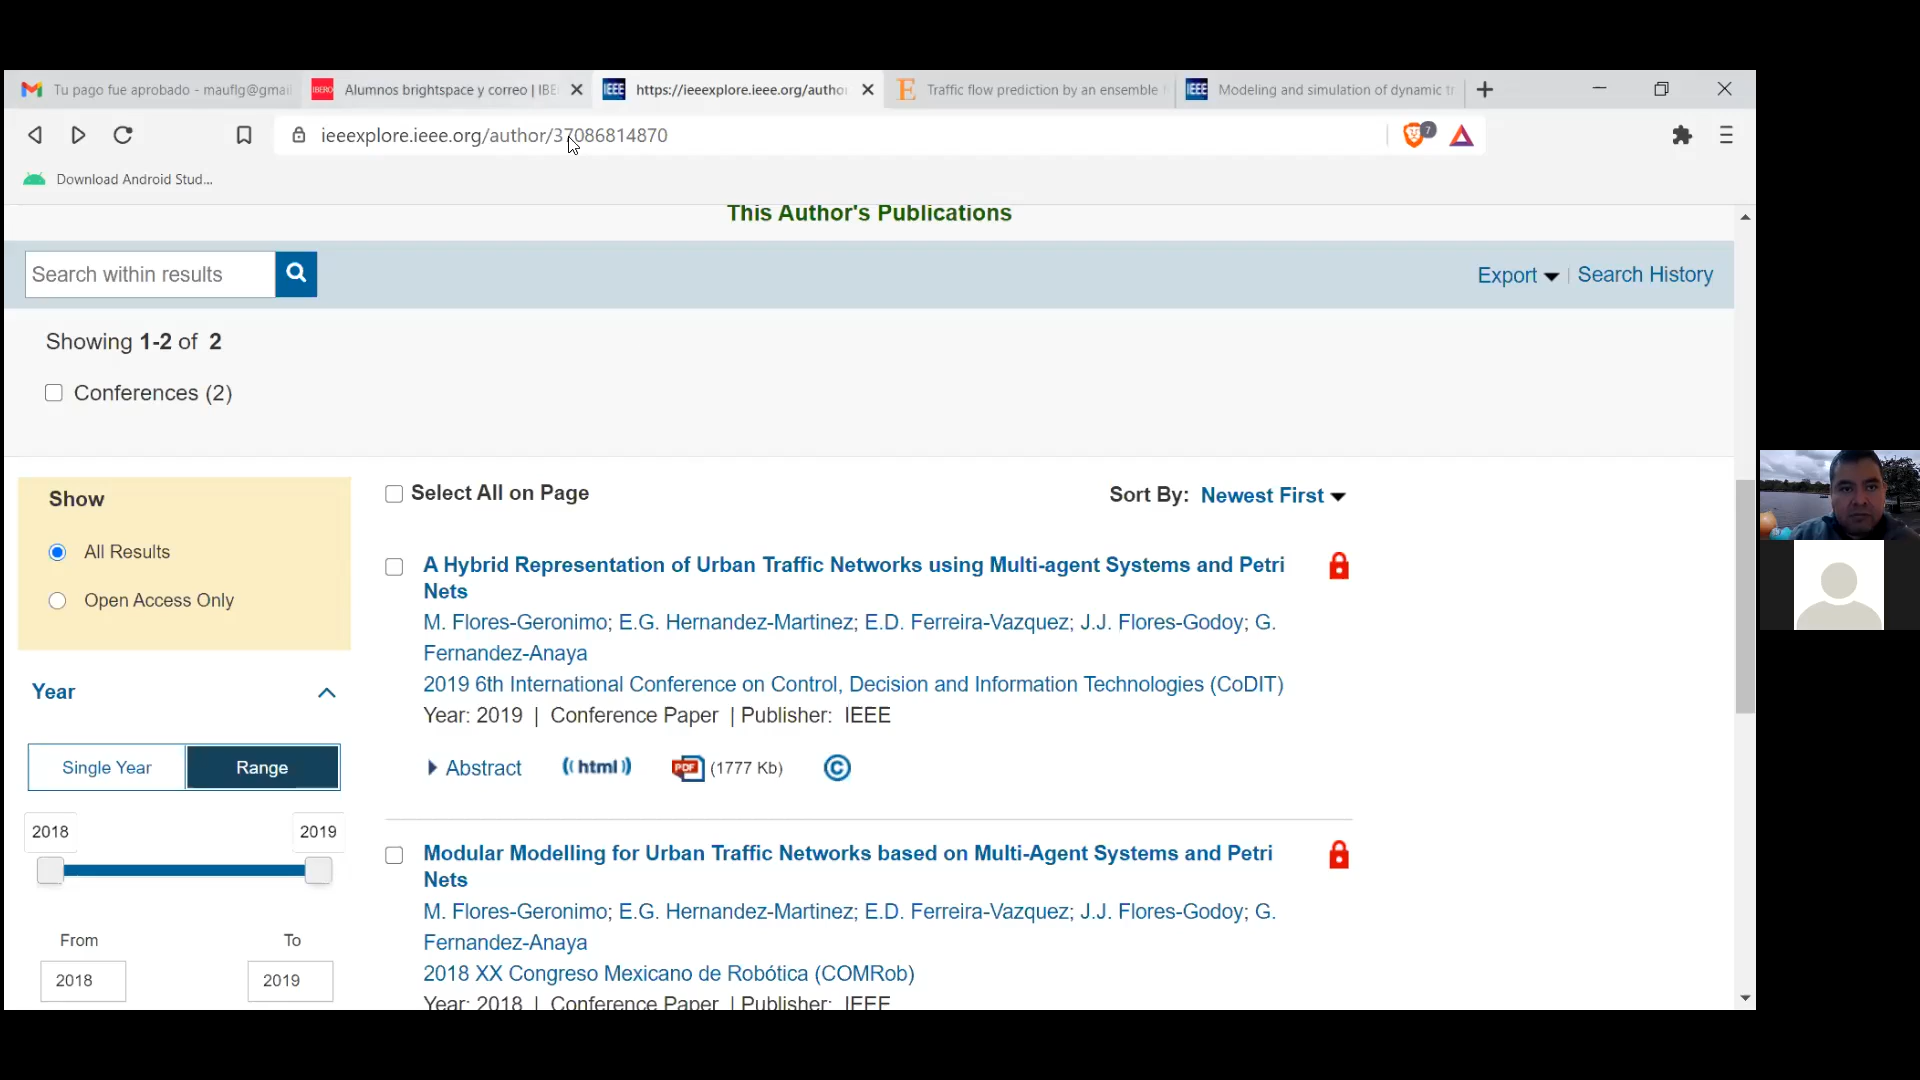 Tu pago fue aprobado - mauflg@gmai
IBERO
Alumnos brightspace y correo | IBE
IEEE
https://ieeexplore.ieee.org/autho
E
Traffic flow prediction by an ensemble
IEEE
Modeling and simulation of dynamic tr
ieeexplore.ieee.org/author/37086814870
7
Download Android Stud...
This Author's Publications
Search within results
Export
Search History
Showing 1-2 of 2
Conferences (2)
Show
All Results
Open Access Only
Year
Single Year
Range
2018
2019
From
To
2018
2019
Select All on Page
Sort By: Newest First
A Hybrid Representation of Urban Traffic Networks using Multi-agent Systems and Petri
Nets
M. Flores-Geronimo; E.G. Hernandez-Martinez; E.D. Ferreira-Vazquez; J.J. Flores-Godoy; G.
Fernandez-Anaya
2019 6th International Conference on Control, Decision and Information Technologies (CoDIT)
Year: 2019 | Conference Paper | Publisher: IEEE
Abstract
((html))
PDF (1777 Kb)
©
Modular Modelling for Urban Traffic Networks based on Multi-Agent Systems and Petri
Nets
M. Flores-Geronimo; E.G. Hernandez-Martinez; E.D. Ferreira-Vazquez; J.J. Flores-Godoy; G.
Fernandez-Anaya
2018 XX Congreso Mexicano de Robótica (COMRob)
Year: 2018 | Conference Paper | Publisher: IEEE